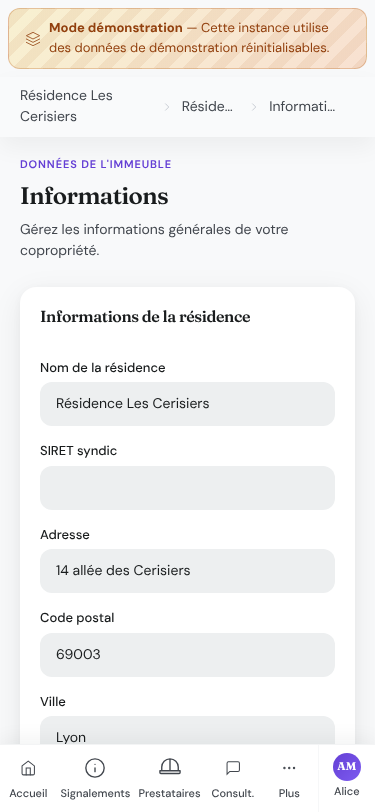 Mode démonstration — Cette instance utilise
des données de démonstration réinitialisables.
Résidence Les
Cerisiers
Réside...
Informati...
DONNÉES DE L'IMMEUBLE
Informations
Gérez les informations générales de votre
copropriété.
Informations de la résidence
Nom de la résidence
Résidence Les Cerisiers
SIRET syndic
Adresse
14 allée des Cerisiers
Code postal
69003
Ville
Lyon
AM
Accueil
Signalements
Prestataires
Consult.
Plus
Alice